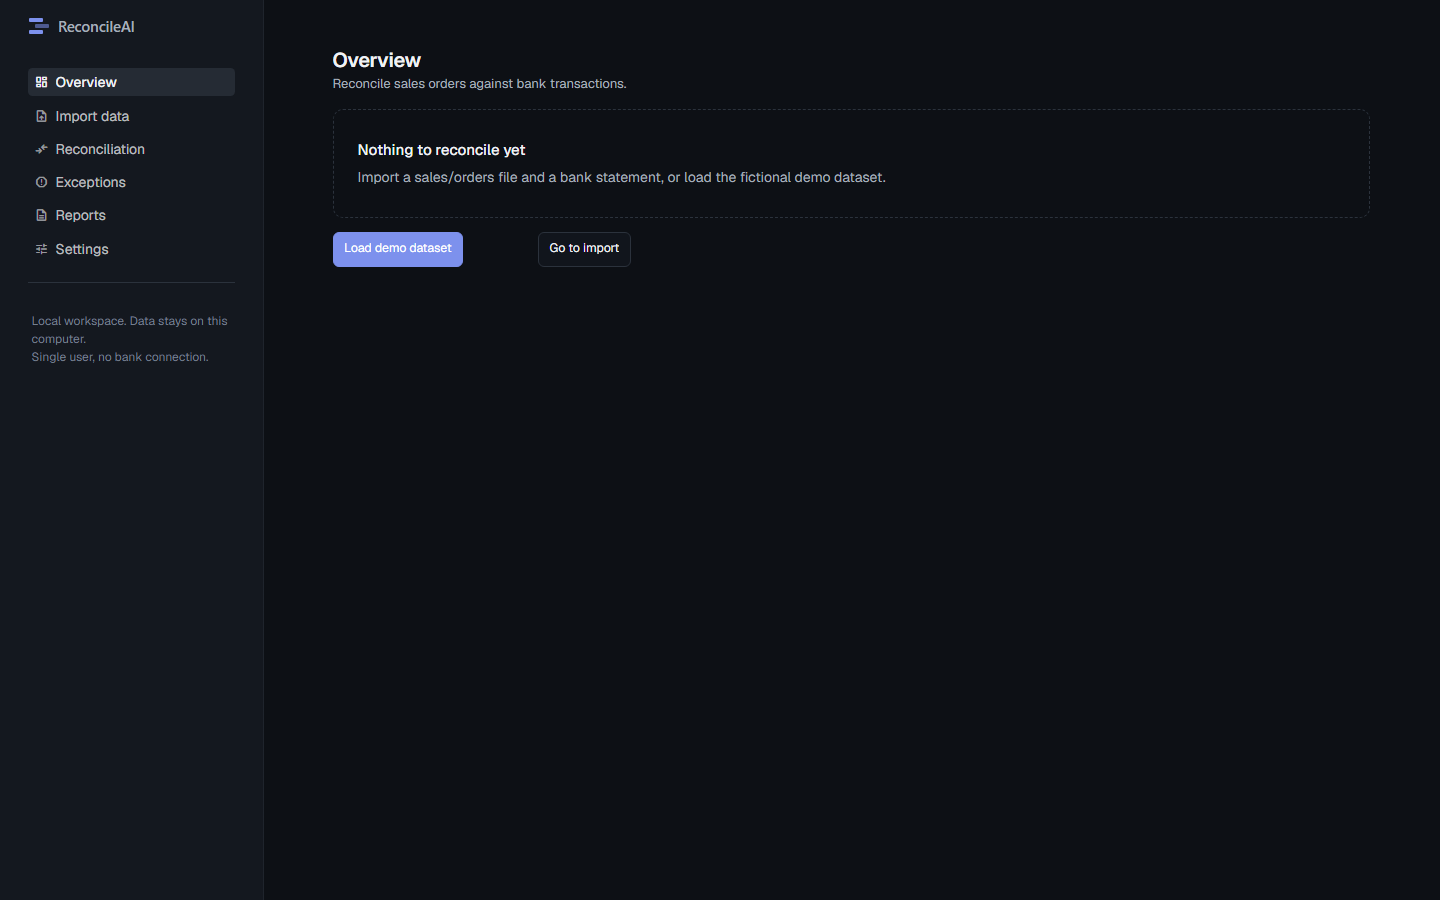 ReconcileAI
Overview
Import data
Reconciliation
Exceptions
Reports
Settings
Local workspace. Data stays on this
computer.
Single user, no bank connection.
Overview
Reconcile sales orders against bank transactions.
Nothing to reconcile yet
Import a sales/orders file and a bank statement, or load the fictional demo dataset.
Load demo dataset
Go to import